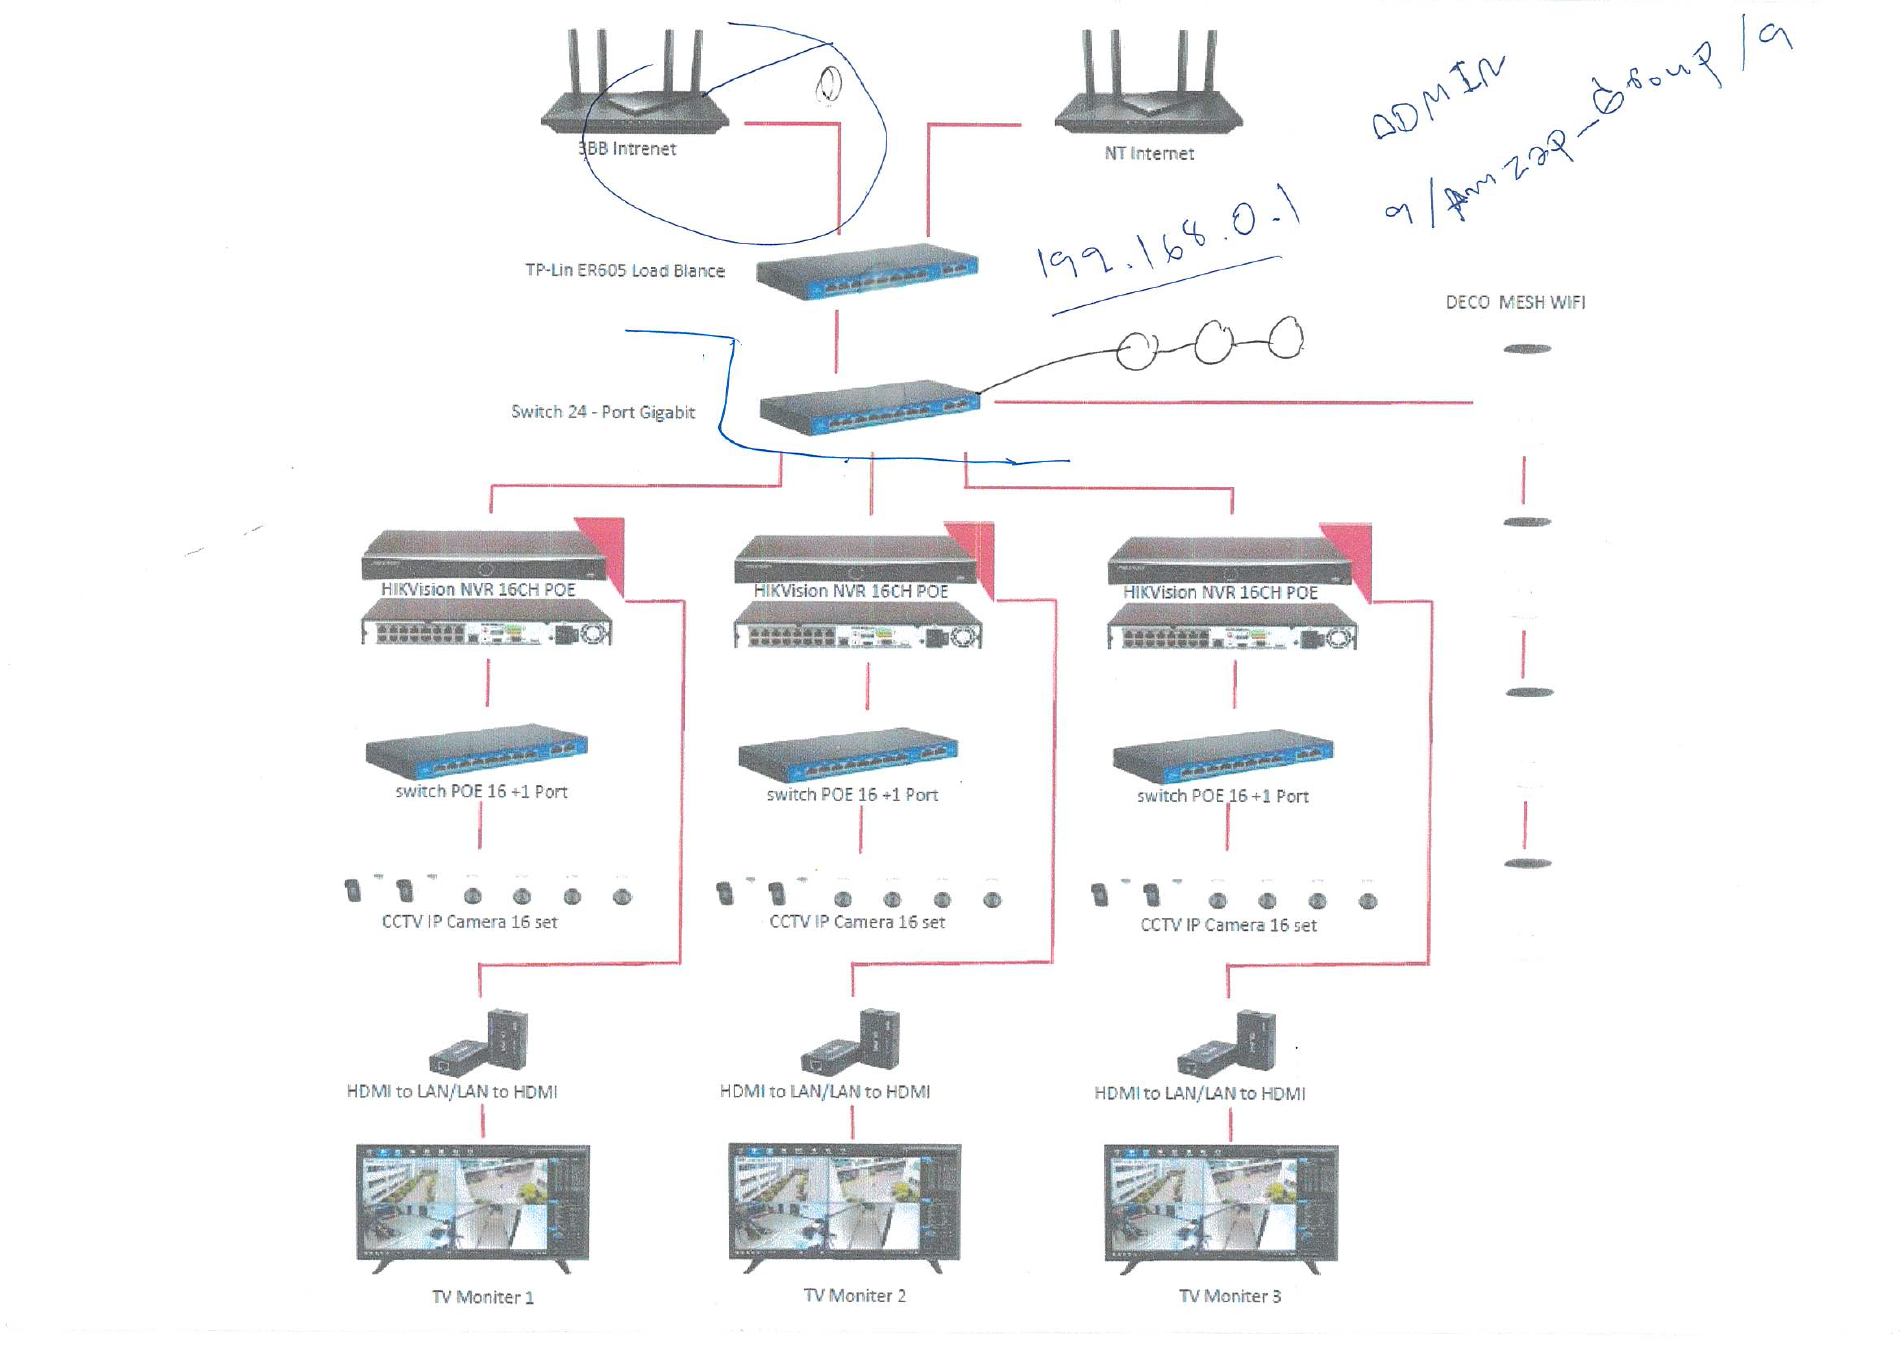 3BB Intrenet
NT Internet
ADMIN
192.168.0.1
TP-Lin ER605 Load Blance
DECO MESH WIFI
Switch 24 - Port Gigabit
HIKVision NVR 16CH POE
HIKVision NVR 16CH POE
HIKVision NVR 16CH POE
switch POE 16 +1 Port
switch POE 16 +1 Port
switch POE 16 +1 Port
CCTV IP Camera 16 set
CCTV IP Camera 16 set
CCTV IP Camera 16 set
HDMI to LAN/LAN to HDMI
HDMI to LAN/LAN to HDMI
HDMI to LAN/LAN to HDMI
TV Moniter 1
TV Moniter 2
TV Moniter 3